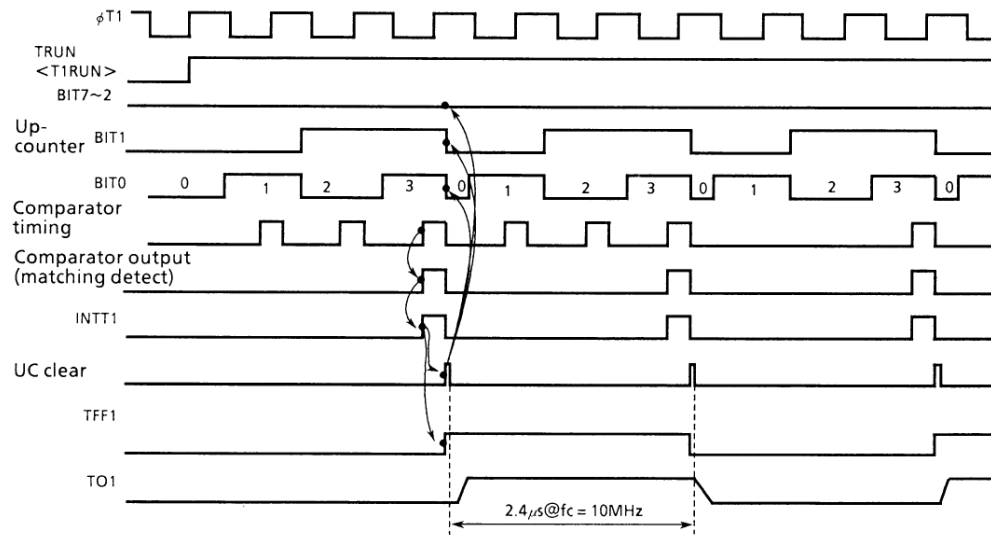 φT1
TRUN
<T1RUN>
BIT7~2
Up-
counter BIT1
BIT0 0 1 2 3 0 1 2 3 0 1 2 3 0
Comparator
timing
Comparator output
(matching detect)
INTT1
UC clear
TFF1
TO1
2.4μs@fc = 10MHz